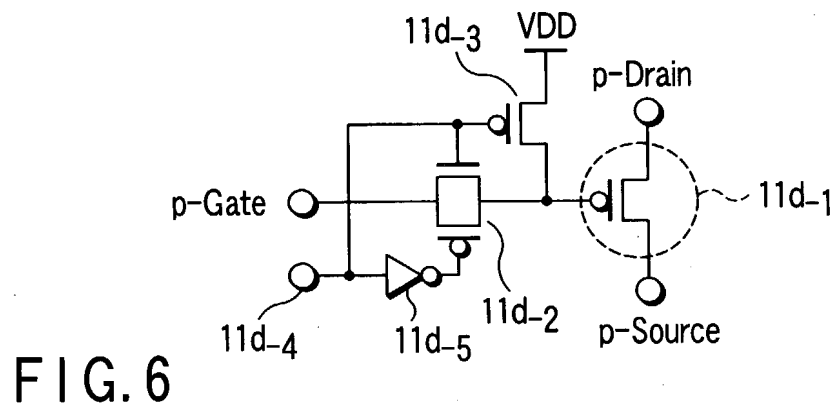 11d-3
VDD
p-Drain
p-Gate
11d-1
11d-2
11d-4
11d-5
p-Source
FIG. 6